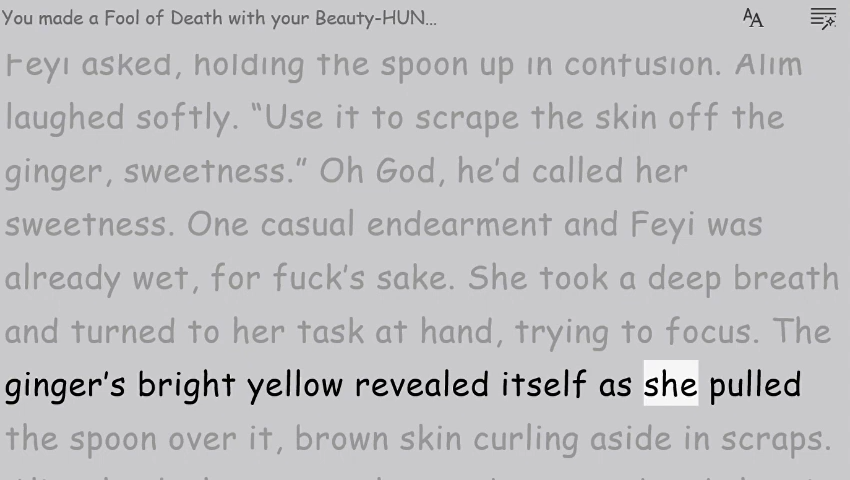 You made a Fool of Death with your Beauty-HUN...
Feyi asked, holding the spoon up in confusion. Alim
laughed softly. “Use it to scrape the skin off the
ginger, sweetness.” Oh God, he’d called her
sweetness. One casual endearment and Feyi was
already wet, for fuck’s sake. She took a deep breath
and turned to her task at hand, trying to focus. The
ginger’s bright yellow revealed itself as she pulled
the spoon over it, brown skin curling aside in scraps.